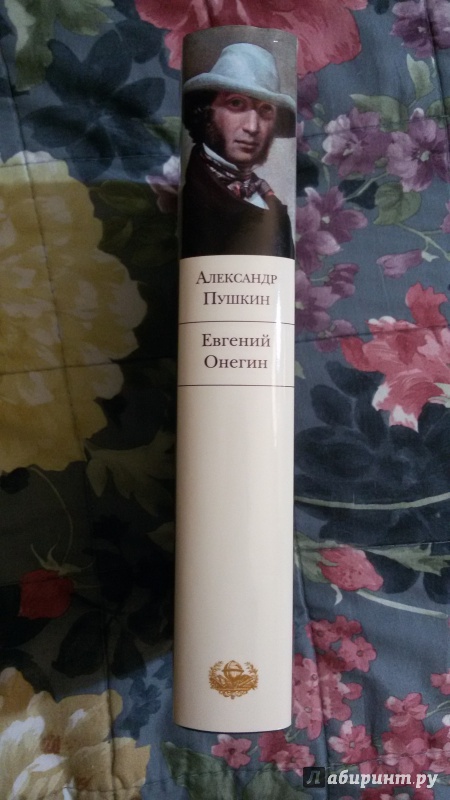 Александр
Пушкин
Евгений
Онегин
Лабиринт.ру